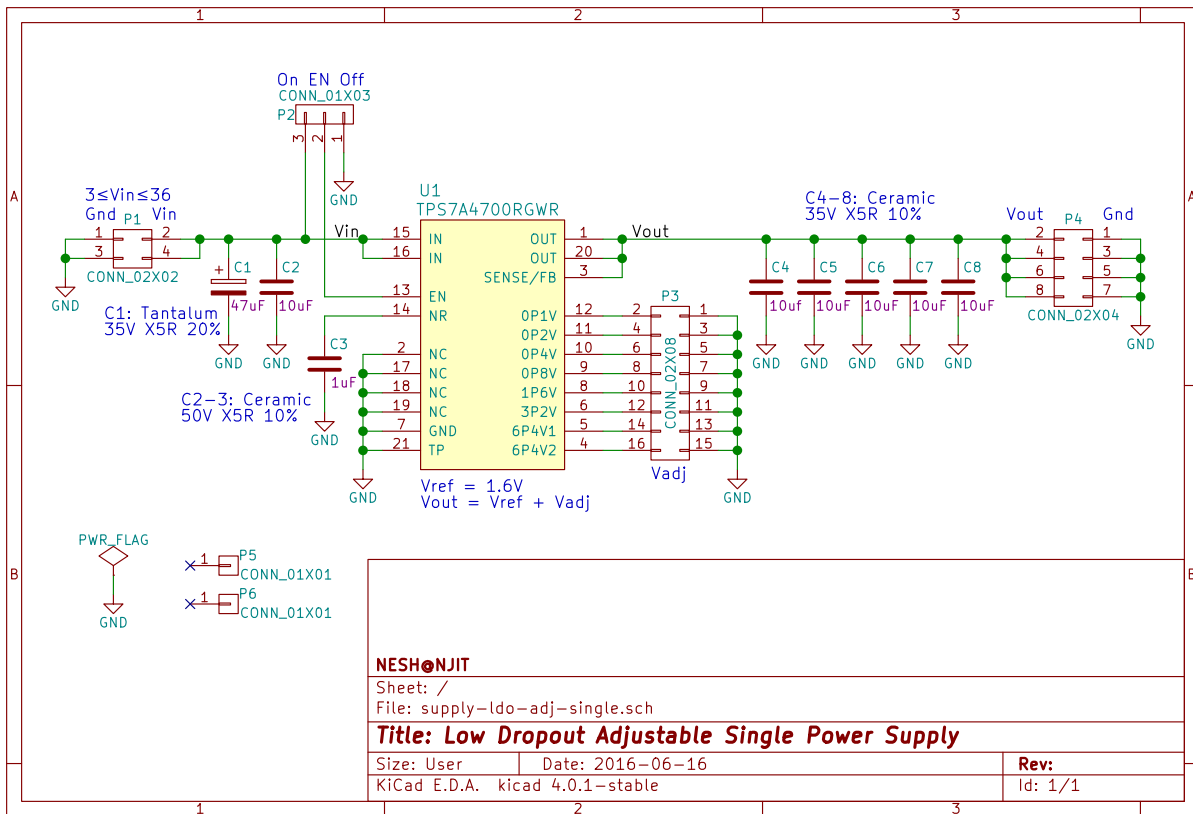 1 2 3
On EN Off
CONN_01X03
P2
3 2 1
GND
A A
3≤Vin≤36
Gnd P1 Vin
1 2
3 4
CONN_02X02
GND
Vin
C1
47uF
C2
10uF
C1: Tantalum
35V X5R 20%
GND GND
C3
1uF
C2-3: Ceramic
50V X5R 10%
GND
U1
TPS7A4700RGWR
15 IN OUT 1
16 IN OUT 20
SENSE/FB 3
13 EN
14 NR 0P1V 12
0P2V 11
2 NC 0P4V 10
17 NC 0P8V 9
18 NC 1P6V 8
19 NC 3P2V 6
7 GND 6P4V1 5
21 TP 6P4V2 4
GND
Vref = 1.6V
Vout = Vref + Vadj
Vout
P3
2 1
4 3
6 5
8 7
10 9
12 11
14 13
16 15
CONN_02X08
Vadj
GND
C4-8: Ceramic
35V X5R 10%
C4 C5 C6 C7 C8
10uf 10uF 10uF 10uF 10uF
GND GND GND GND GND
Vout P4 Gnd
2 1
4 3
6 5
8 7
CONN_02X04
GND
B
PWR_FLAG
GND
1 P5
CONN_01X01
1 P6
CONN_01X01
NESH@NJIT
Sheet: /
File: supply-ldo-adj-single.sch
Title: Low Dropout Adjustable Single Power Supply
Size: User Date: 2016-06-16 Rev:
KiCad E.D.A. kicad 4.0.1-stable Id: 1/1
1 2 3